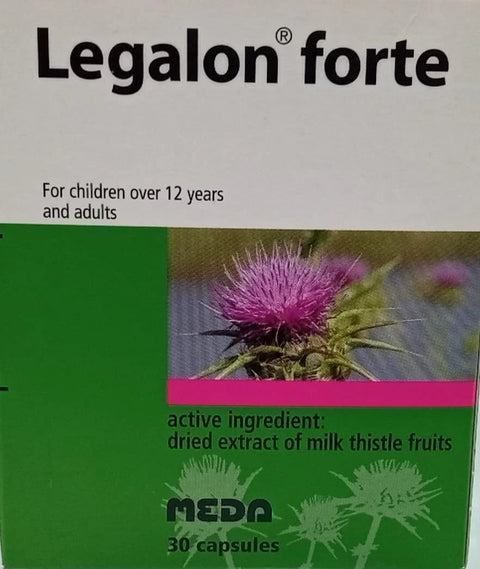 Legalon® forte
For children over 12 years
and adults
active ingredient:
dried extract of milk thistle fruits
MEDA
30 capsules